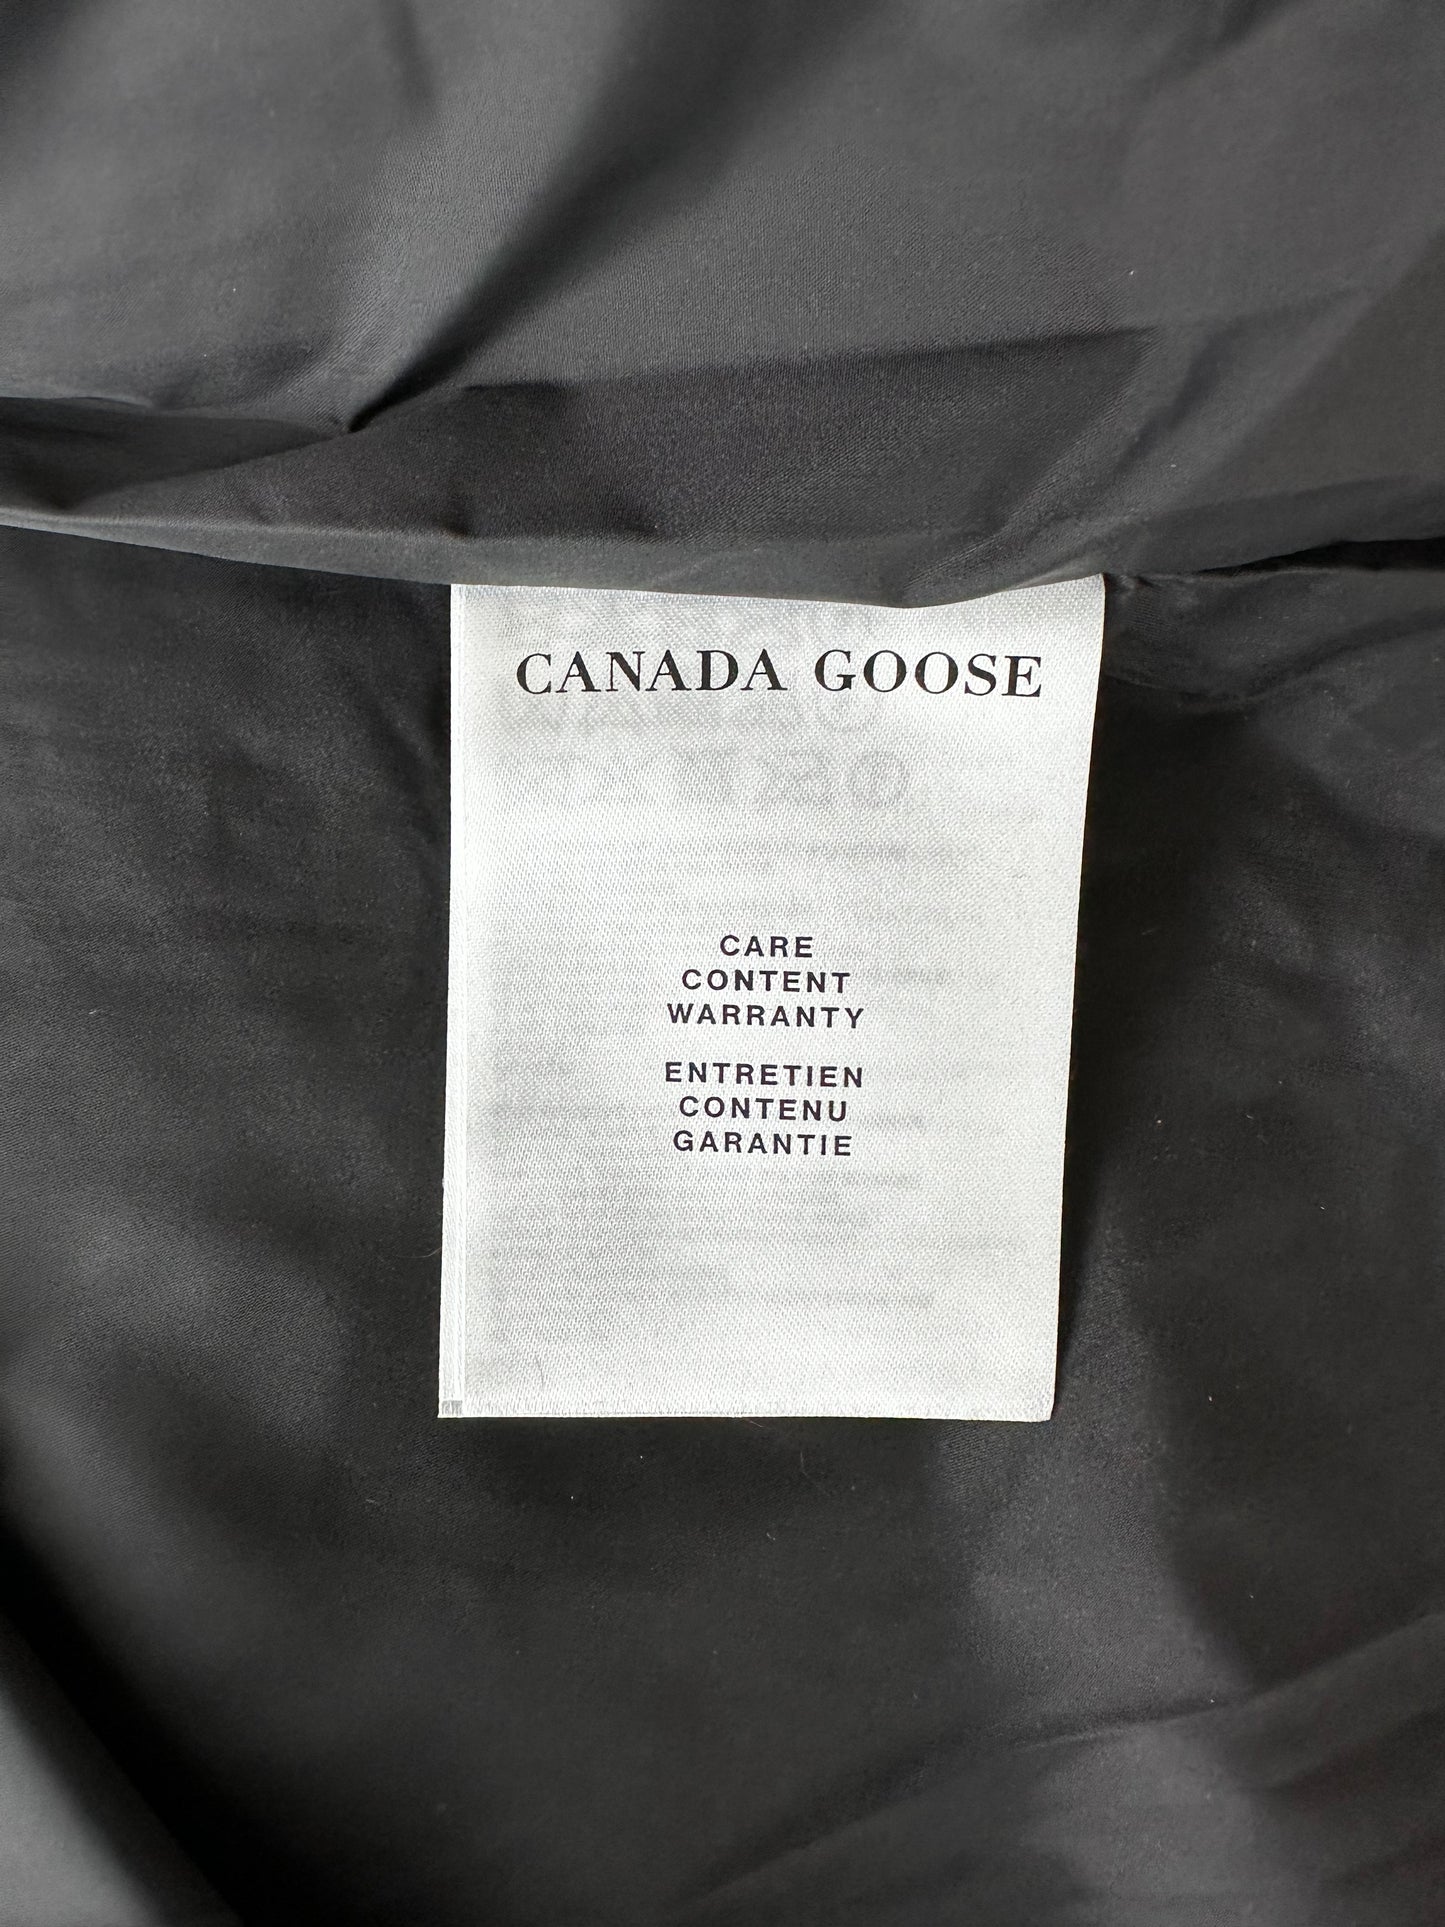 CANADA GOOSE
CARE
CONTENT
WARRANTY
ENTRETIEN
CONTENU
GARANTIE